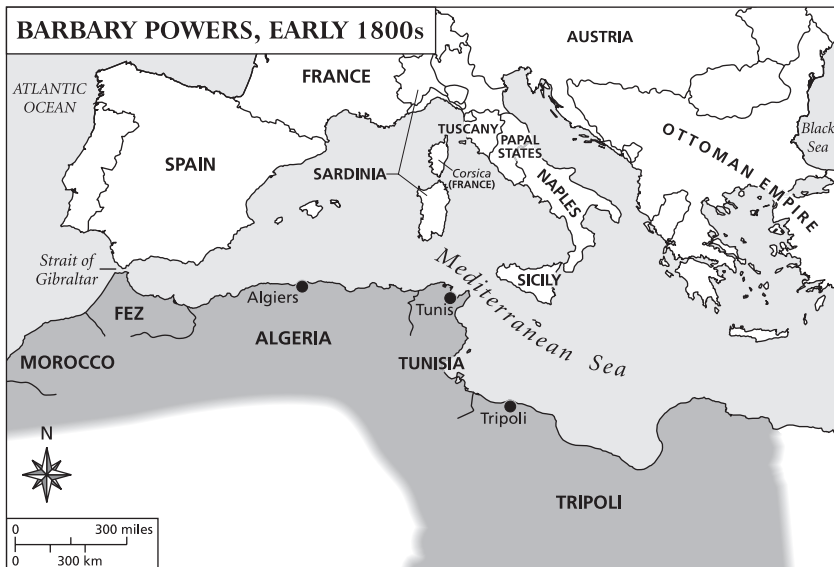 BARBARY POWERS, EARLY 1800s
AUSTRIA
FRANCE
ATLANTIC
OCEAN
Black
Sea
TUSCANY
PAPAL
STATES
OTTOMAN EMPIRE
SPAIN
SARDINIA
Corsica
(FRANCE)
NAPLES
Strait of
Gibraltar
SICILY
Mediterranean Sea
Algiers
Tunis
FEZ
ALGERIA
MOROCCO
TUNISIA
Tripoli
N
TRIPOLI
0 300 miles
0 300 km